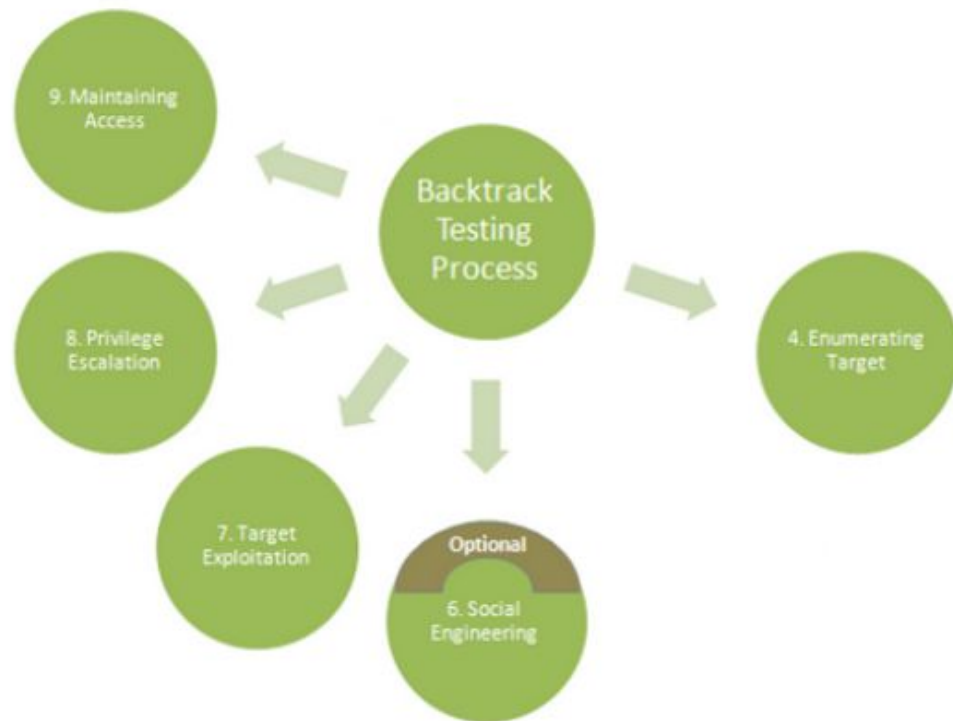 Backtrack
Testing
Process
4. Enumerating
Target
Optional
6. Social
Engineering
7. Target
Exploitation
8. Privilege
Escalation
9. Maintaining
Access